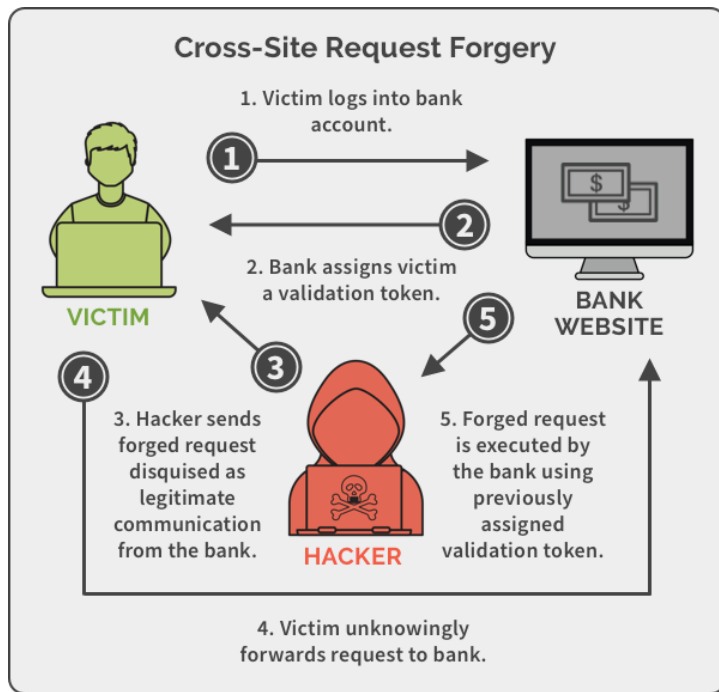 Cross-Site Request Forgery
1. Victim logs into bank
account.
1
2
$
$
2. Bank assigns victim
a validation token.
VICTIM
BANK
WEBSITE
5
3
4
3. Hacker sends
forged request
disquised as
legitimate
communication
from the bank.
5. Forged request
is executed by
the bank using
previously
assigned
validation token.
HACKER
4. Victim unknowingly
forwards request to bank.